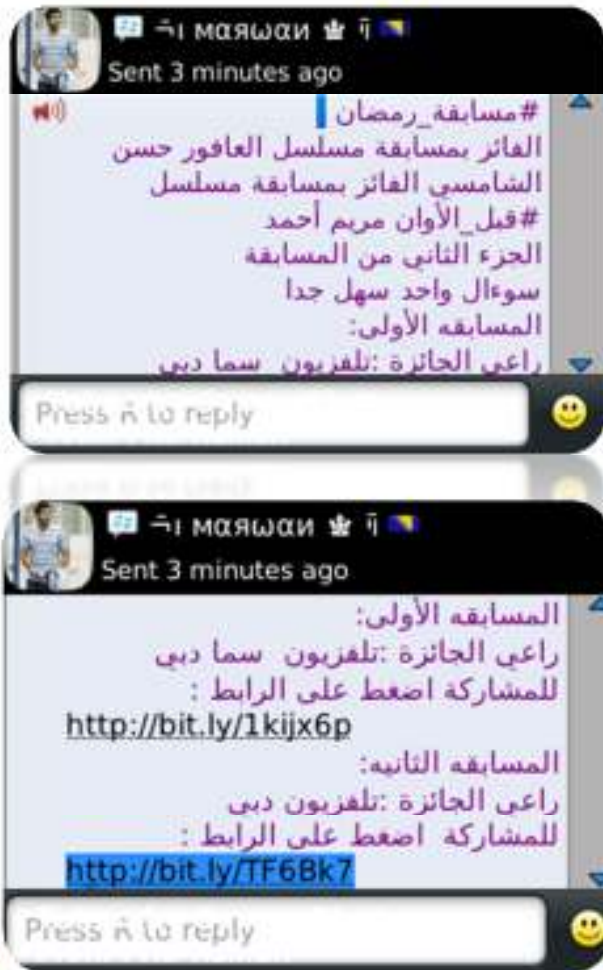 ıмαяωαи
Sent 3 minutes ago
#مسابقة_رمضان
الفائز بمسابقة مسلسل العافور حسن
الشامسي الفائز بمسابقة مسلسل
#قبل_الأوان مريم أحمد
الجزء الثاني من المسابقة
سوءال واحد سهل جدا
المسابقه الأولى:
راعي الجائزة :تلفزيون سما دبي
Press to reply
ıмαяωαи
Sent 3 minutes ago
المسابقه الأولى:
راعي الجائزة :تلفزيون سما دبي
للمشاركة اضغط على الرابط :
http://bit.ly/1kijx6p
المسابقه الثانيه:
راعي الجائزة :تلفزيون دبي
للمشاركة اضغط على الرابط :
http://bit.ly/TF6Bk7
Press to reply